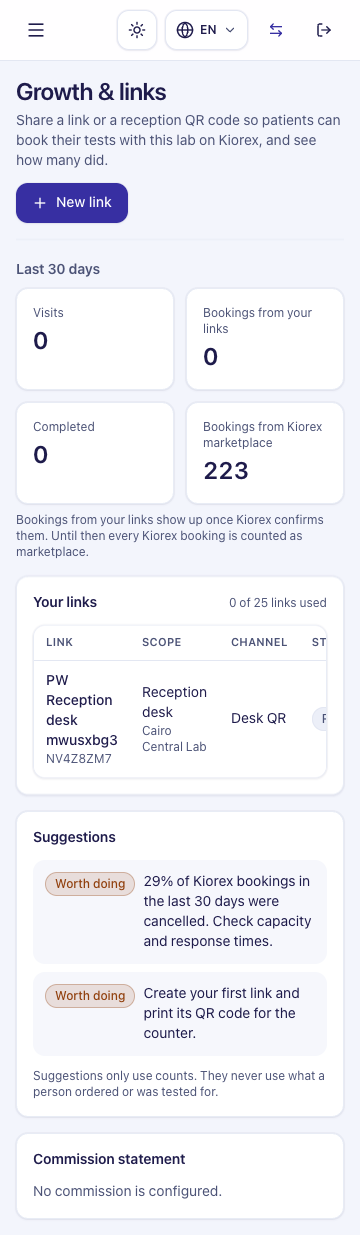 EN
Growth & links
Share a link or a reception QR code so patients can
book their tests with this lab on Kiorex, and see
how many did.
+ New link
Last 30 days
Visits
0
Bookings from your
links
0
Completed
0
Bookings from Kiorex
marketplace
223
Bookings from your links show up once Kiorex confirms
them. Until then every Kiorex booking is counted as
marketplace.
Your links
0 of 25 links used
LINK SCOPE CHANNEL ST
PW
Reception
desk
mwusxbg3
NV4Z8ZM7
Reception
desk
Cairo
Central Lab
Desk QR
Suggestions
Worth doing
29% of Kiorex bookings in
the last 30 days were
cancelled. Check capacity
and response times.
Worth doing
Create your first link and
print its QR code for the
counter.
Suggestions only use counts. They never use what a
person ordered or was tested for.
Commission statement
No commission is configured.